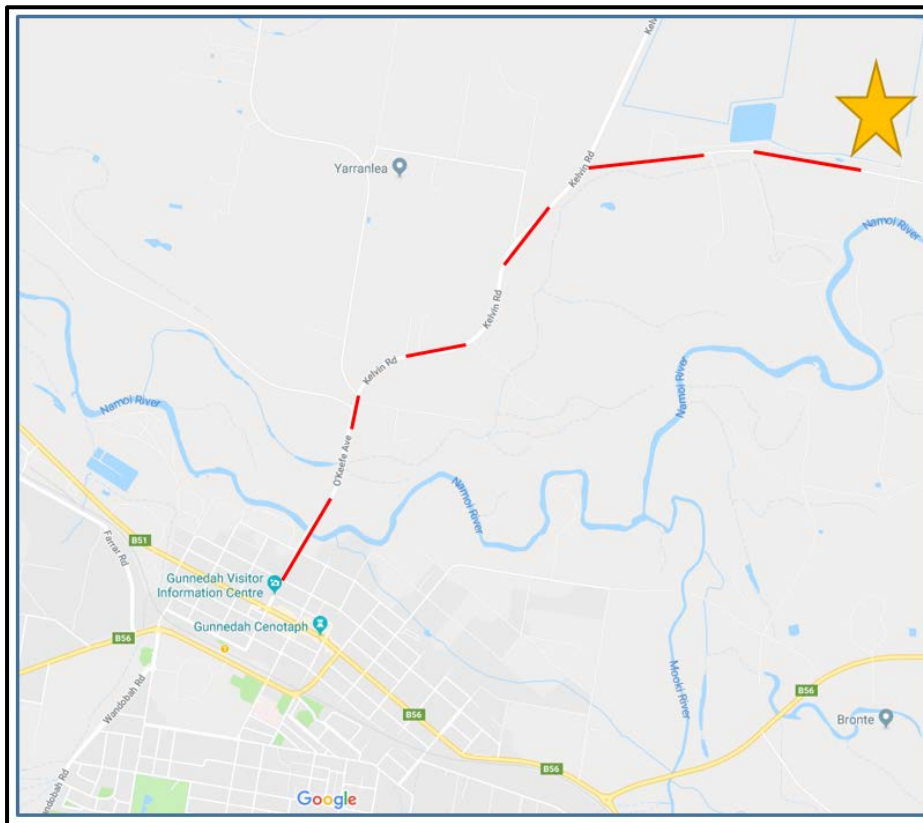 Kelvin
Kelvin Rd
Yarranlea
Namoi River
Kelvin Rd
Kelvin Rd
Namoi River
Namoi River
O'Keefe Ave
Namoi River
B51
Farrar Rd
Gunnedah Visitor
Information Centre
Gunnedah Cenotaph
B56
Mooki River
Wandobah Rd
B56
B56
Bronte
B56
Google